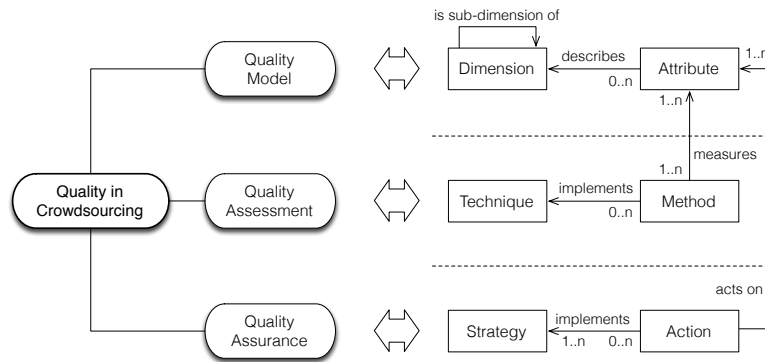 is sub-dimension of
Quality
Model
Dimension
describes
0..n
Attribute
1..n
1..n
measures
1..n
Quality in
Crowdsourcing
Quality
Assessment
Technique
implements
0..n
Method
acts on
Quality
Assurance
Strategy
implements
1..n 0..n
Action